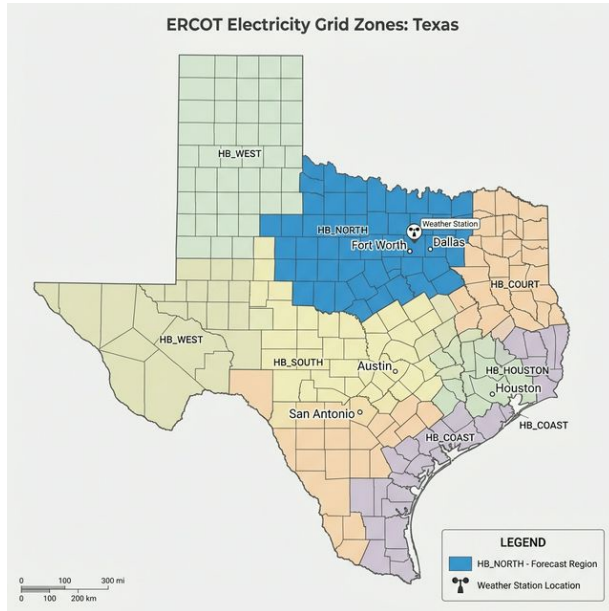 ERCOT Electricity Grid Zones: Texas
HB_WEST
HB_NORTH
Weather Station
Fort Worth
Dallas
HB_COURT
HB_WEST
HB_SOUTH
Austin
HB_HOUSTON
Houston
San Antonio
HB_COAST
HB_COAST
LEGEND
HB_NORTH - Forecast Region
Weather Station Location
0 100 300 mi
0 100 200 km